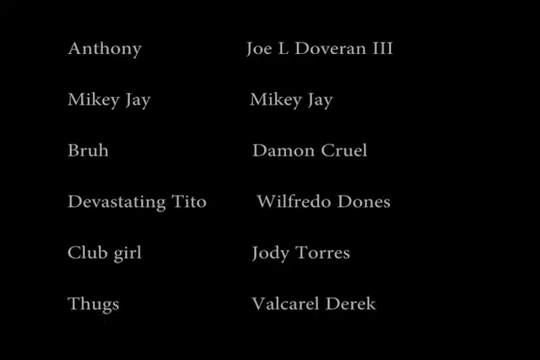 Anthony Joe L Doveran III
Mikey Jay Mikey Jay
Bruh Damon Cruel
Devastating Tito Wilfredo Dones
Club girl Jody Torres
Thugs Valcarel Derek